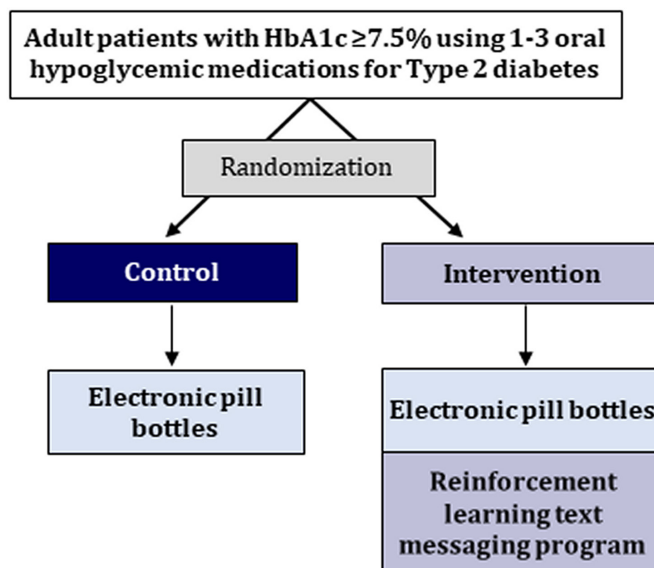 Adult patients with HbA1c ≥7.5% using 1-3 oral
hypoglycemic medications for Type 2 diabetes
Randomization
Control
Intervention
Electronic pill
bottles
Electronic pill bottles
Reinforcement
learning text
messaging program